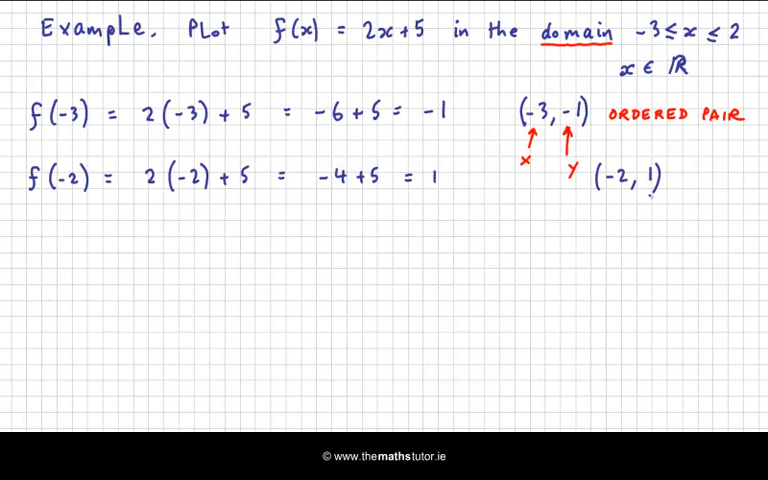 Example. Plot f(x) = 2x+5 in the domain -3 ≤ x ≤ 2
x ∈ ℝ
f(-3) = 2(-3)+5 = -6+5 = -1 (-3, -1) ORDERED PAIR
x y
f(-2) = 2(-2)+5 = -4+5 = 1 (-2, 1)
© www.themathstutor.ie